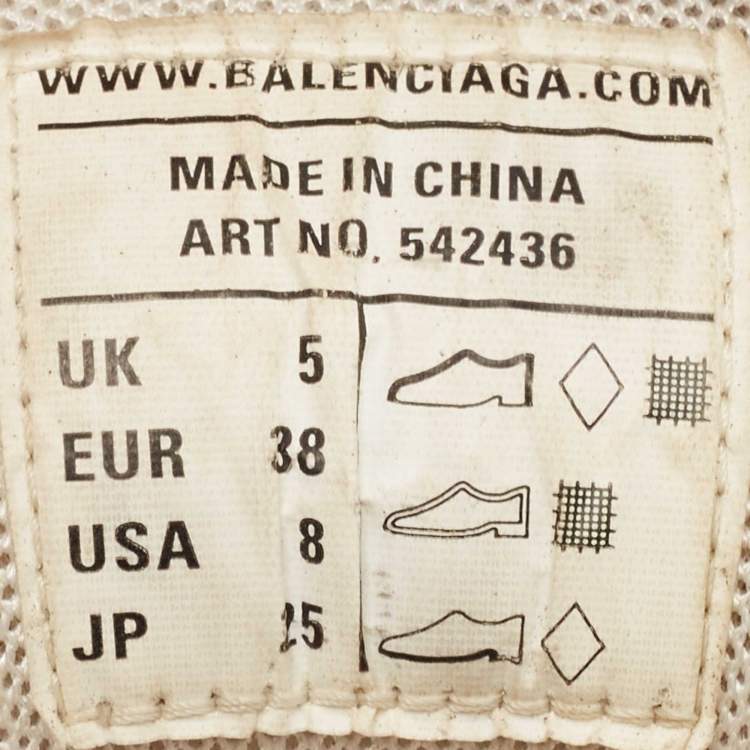 WWW.BALENCIAGA.COM
MADE IN CHINA
ART NO. 542436
UK 5
EUR 38
USA 8
JP 25